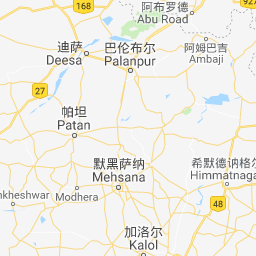 168
阿布罗德
Abu Road
迪萨
Deesa
巴伦布尔
Palanpur
阿姆巴吉
Ambaji
27
帕坦
Patan
默黑萨纳
Mehsana
希默德讷格尔
Himmatnaga
nkheshwar
Modhera
48
加洛尔
Kalol